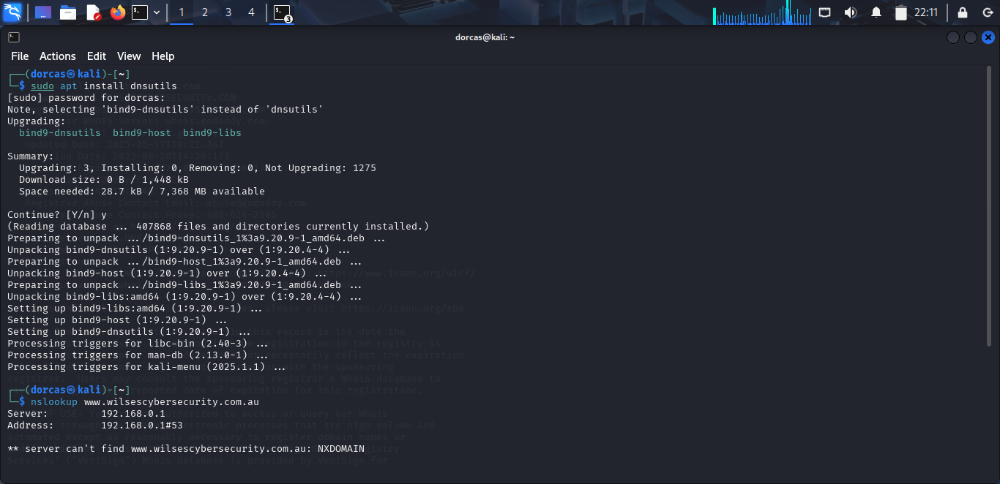 1 2 3 4 3 22:11
dorcas@kali: ~
File Actions Edit View Help
┌──(dorcas㉿kali)-[~]
└─$ sudo apt install dnsutils
[sudo] password for dorcas:
Note, selecting 'bind9-dnsutils' instead of 'dnsutils'
Upgrading:
bind9-dnsutils bind9-host bind9-libs
Summary:
Upgrading: 3, Installing: 0, Removing: 0, Not Upgrading: 1275
Download size: 0 B / 1,448 kB
Space needed: 28.7 kB / 7,368 MB available
Continue? [Y/n] y
(Reading database ... 407868 files and directories currently installed.)
Preparing to unpack .../bind9-dnsutils_1%3a9.20.9-1_amd64.deb ...
Unpacking bind9-dnsutils (1:9.20.9-1) over (1:9.20.4-4) ...
Preparing to unpack .../bind9-host_1%3a9.20.9-1_amd64.deb ...
Unpacking bind9-host (1:9.20.9-1) over (1:9.20.4-4) ...
Preparing to unpack .../bind9-libs_1%3a9.20.9-1_amd64.deb ...
Unpacking bind9-libs:amd64 (1:9.20.9-1) over (1:9.20.4-4) ...
Setting up bind9-libs:amd64 (1:9.20.9-1) ...
Setting up bind9-host (1:9.20.9-1) ...
Setting up bind9-dnsutils (1:9.20.9-1) ...
Processing triggers for libc-bin (2.40-3) ...
Processing triggers for man-db (2.13.0-1) ...
Processing triggers for kali-menu (2025.1.1) ...
┌──(dorcas㉿kali)-[~]
└─$ nslookup www.wilsescybersecurity.com.au
Server: 192.168.0.1
Address: 192.168.0.1#53
** server can't find www.wilsescybersecurity.com.au: NXDOMAIN